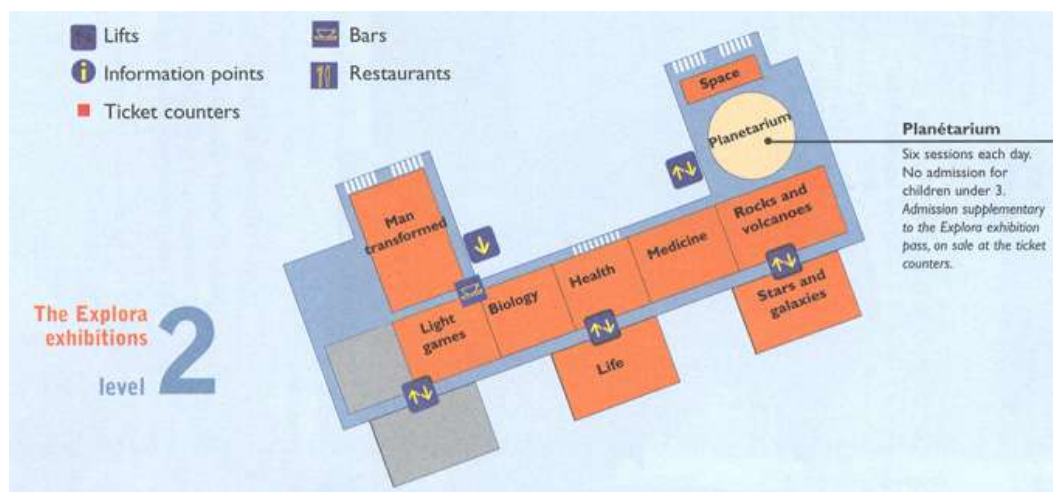 Lifts
Information points
Ticket counters
Bars
Restaurants
Space
Planetarium
Planétarium
Six sessions each day.
No admission for
children under 3.
Admission supplementary
to the Explora exhibition
pass, on sale at the ticket
counters.
Man
transformed
Rocks and
volcanoes
Medicine
Health
Biology
Light
games
Stars and
galaxies
Life
The Explora
exhibitions
level 2